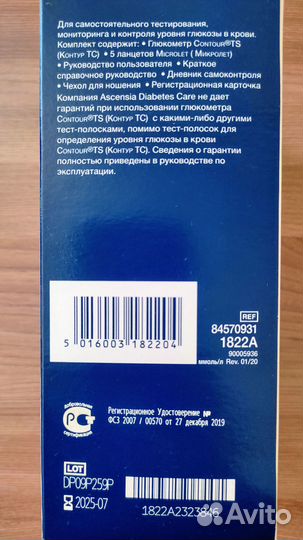 Для самостоятельного тестирования,
мониторинга и контроля уровня глюкозы в крови.
Комплект содержит: • Глюкометр CONTOUR®TS
(КОНТУР ТС) • 5 ланцетов MICROLET ( МИКРОЛЕТ)
• Руководство пользователя • Краткое
справочное руководство • Дневник самоконтроля
• Чехол для ношения • Регистрационная карточка
Компания Ascensia Diabetes Care не дает
гарантий при использовании глюкометра
CONTOUR®TS (КОНТУР ТС) с какими-либо другими
тест-полосками, помимо тест-полосок для
определения уровня глюкозы в крови
CONTOUR®TS (КОНТУР ТС). Сведения о гарантии
полностью приведены в руководстве по
эксплуатации.
REF
84570931
1822A
90005936
ммоль/л Rev. 01/20
5 016003 182204
добровольная
РСТ
сертификация
Регистрационное Удостоверение №
ФСЗ 2007 / 00570 от 27 декабря 2019
LOT
DP09P259P
2025-07
1822A2323846
Avito